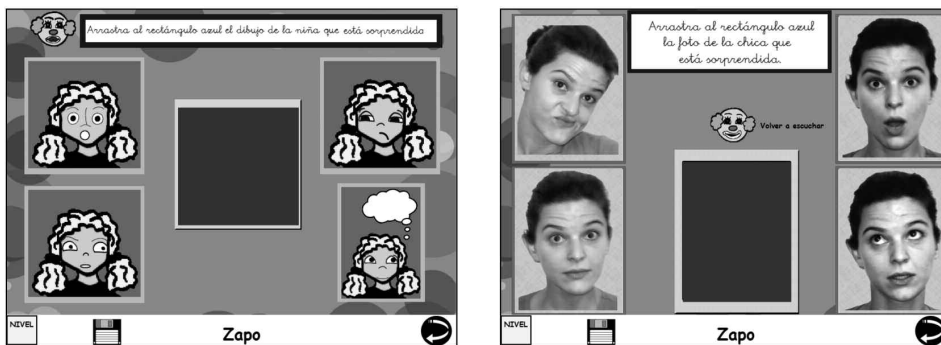 Arrastra al rectángulo azul el dibujo de la niña que está sorprendida
NIVEL
Zapo
Arrastra al rectángulo azul
la foto de la chica que
está sorprendida.
Volver a escuchar
NIVEL
Zapo